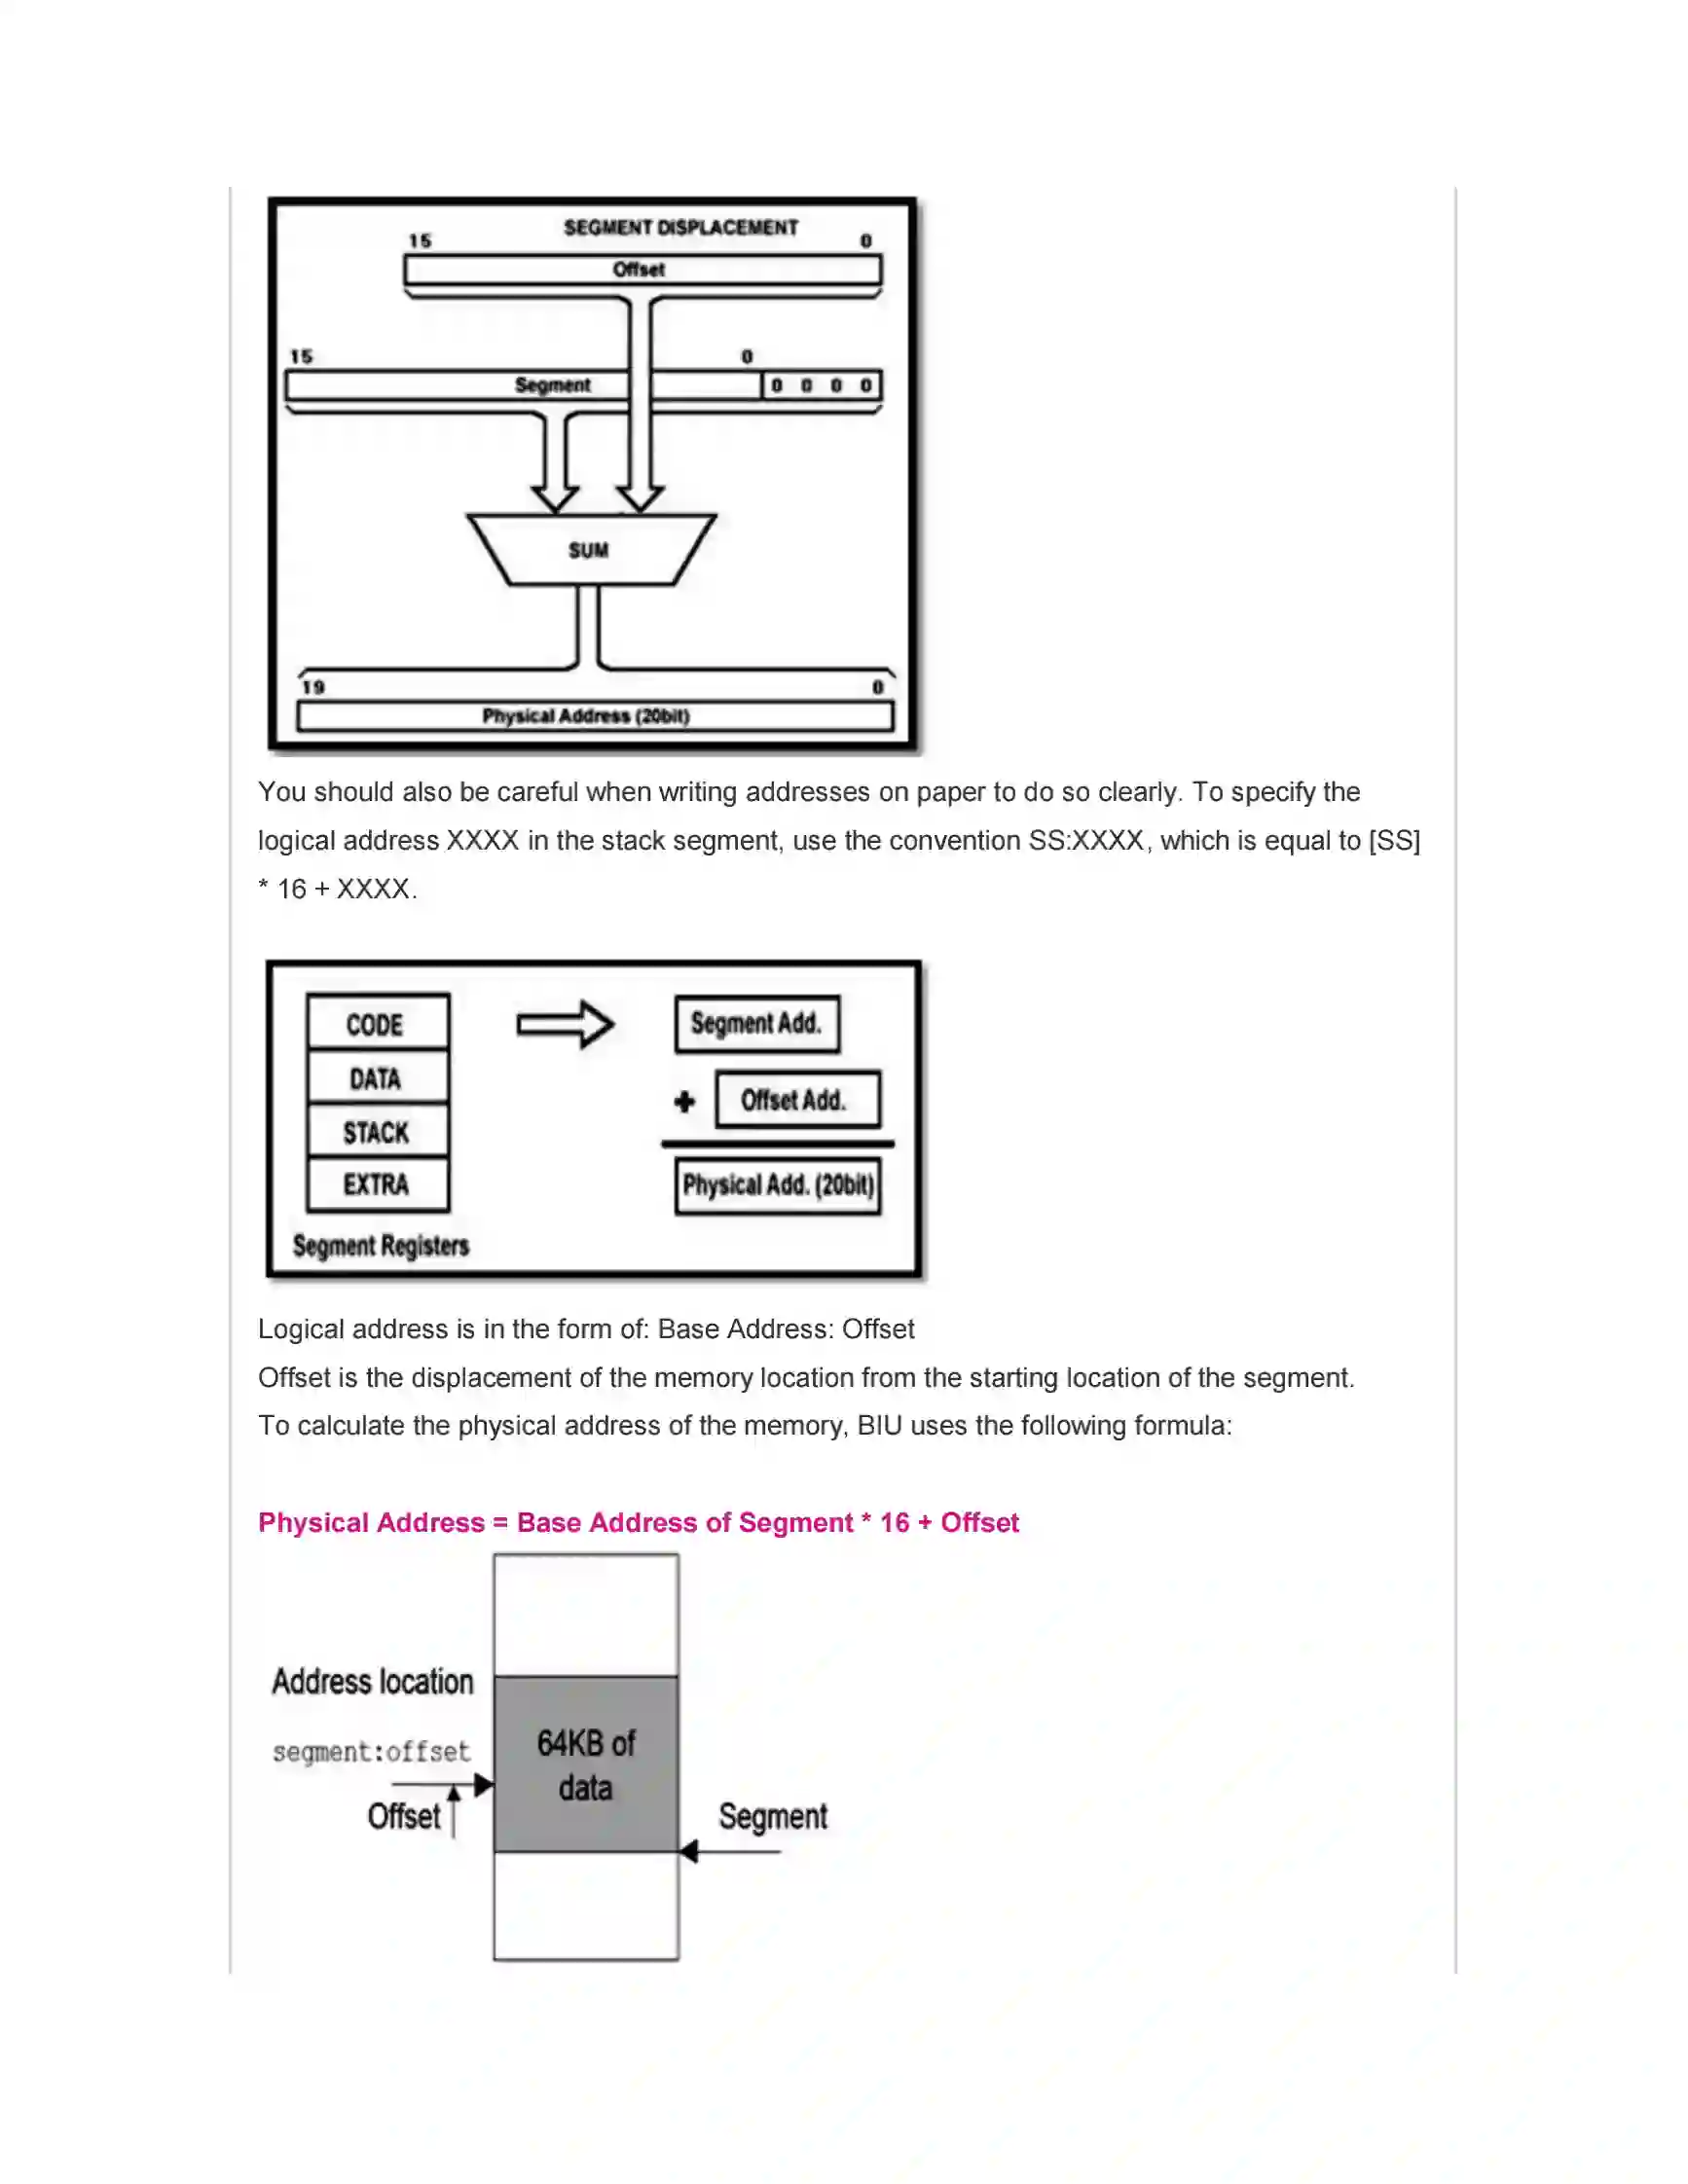 SEGMENT DISPLACEMENT
15 0
Offset
15 0
Segment 0 0 0 0
SUM
19 0
Physical Address (20bit)
You should also be careful when writing addresses on paper to do so clearly. To specify the
logical address XXXX in the stack segment, use the convention SS:XXXX, which is equal to [SS]
* 16 + XXXX.
CODE
DATA
STACK
EXTRA
Segment Registers
Segment Add.
+ Offset Add.
Physical Add. (20bit)
Logical address is in the form of: Base Address: Offset
Offset is the displacement of the memory location from the starting location of the segment.
To calculate the physical address of the memory, BIU uses the following formula:
Physical Address = Base Address of Segment * 16 + Offset
Address location
segment:offset
Offset
64KB of
data
Segment